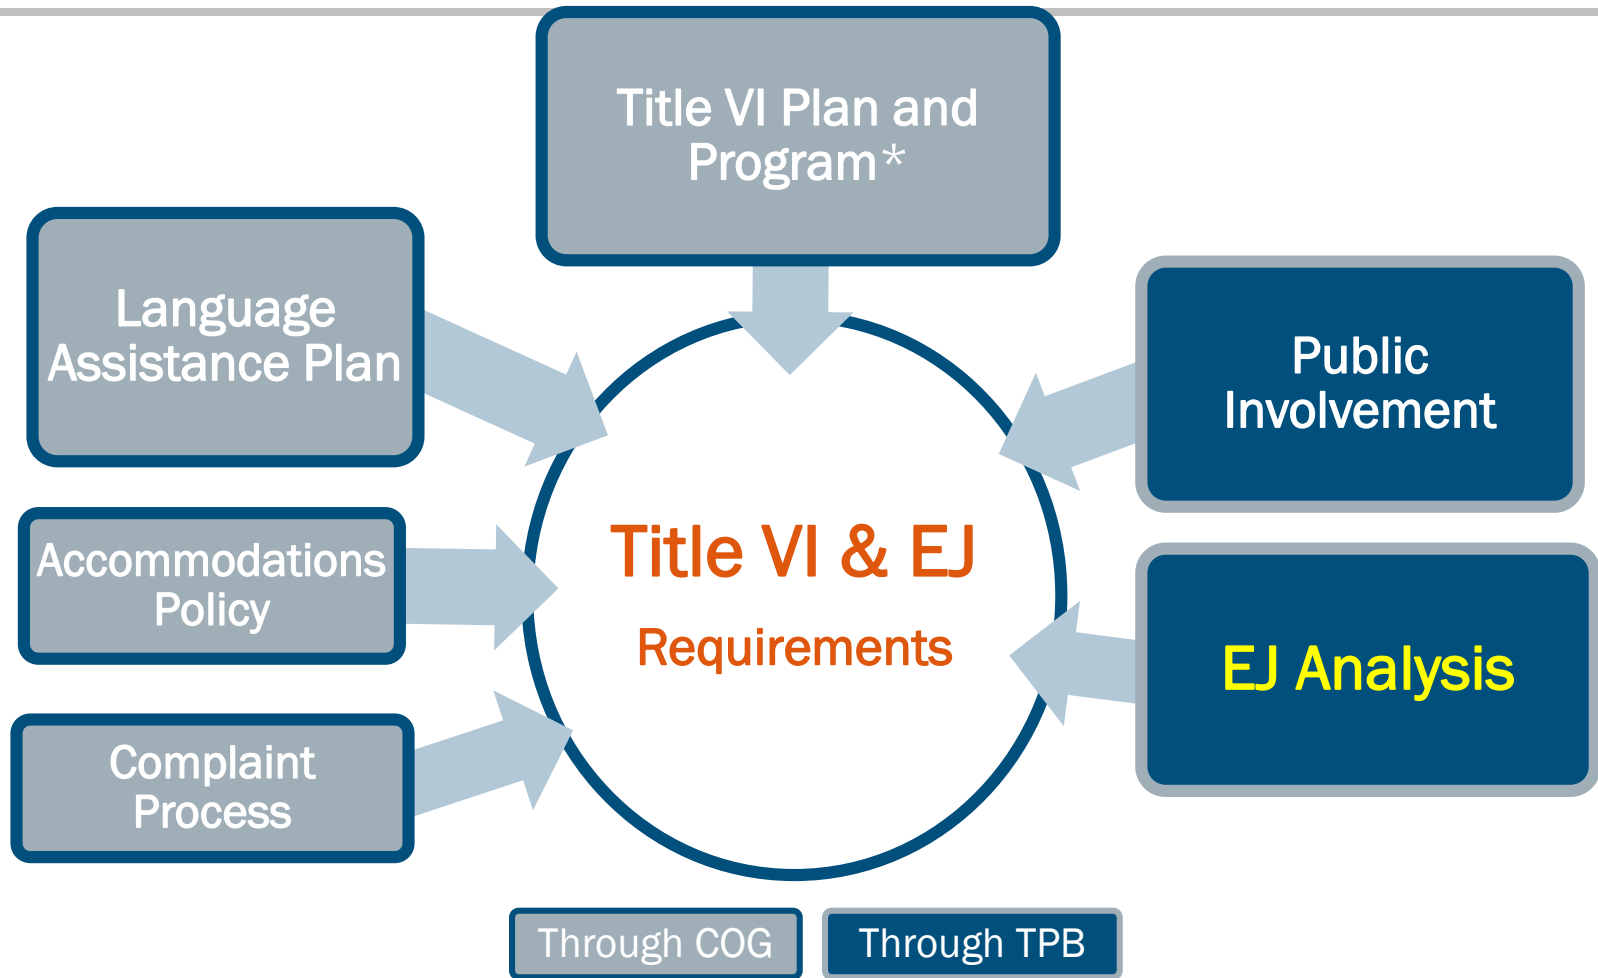 Title VI Plan and
Program*
Language
Assistance Plan
Public
Involvement
Accommodations
Policy
Title VI & EJ
Requirements
EJ Analysis
Complaint
Process
Through COG
Through TPB